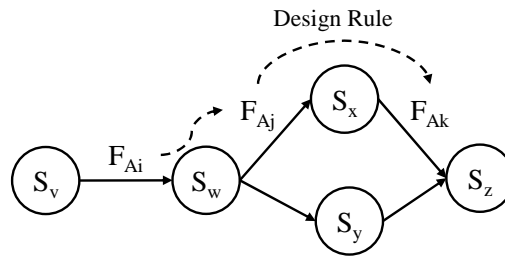 Design Rule
F_Aj
S_x
F_Ak
F_Ai
S_v
S_w
S_z
S_y